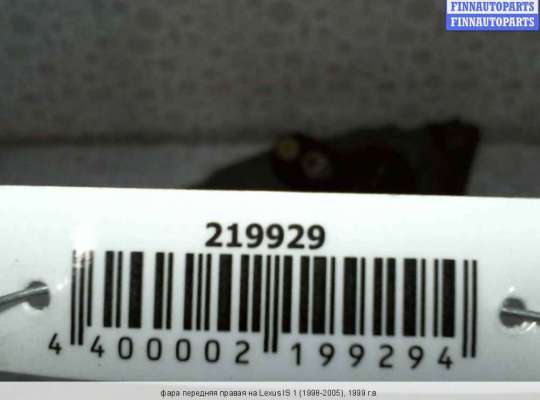 FINNAUTOPARTS
FINNAUTOPARTS
219929
4 400002 199294
фара передняя правая на Lexus IS 1 (1998-2005), 1999 г.в.